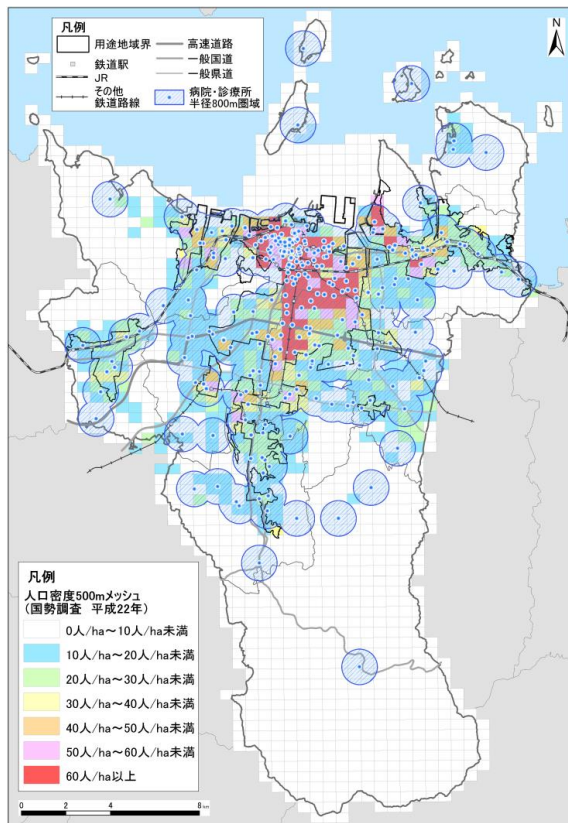 凡例
用途地域界
鉄道駅
JR
その他
鉄道路線
高速道路
一般国道
一般県道
病院・診療所
半径800m圏域
N
凡例
人口密度500mメッシュ
(国勢調査 平成22年)
0人/ha～10人/ha未満
10人/ha～20人/ha未満
20人/ha～30人/ha未満
30人/ha～40人/ha未満
40人/ha～50人/ha未満
50人/ha～60人/ha未満
60人/ha以上
0 2 4 8 km